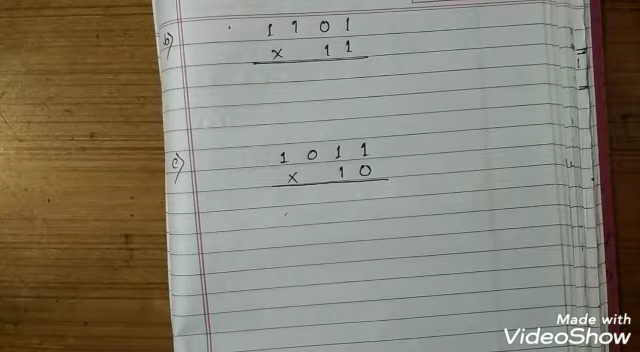 b) 1 1 0 1
x 1 1
c) 1 0 1 1
x 1 0
Made with
VideoShow